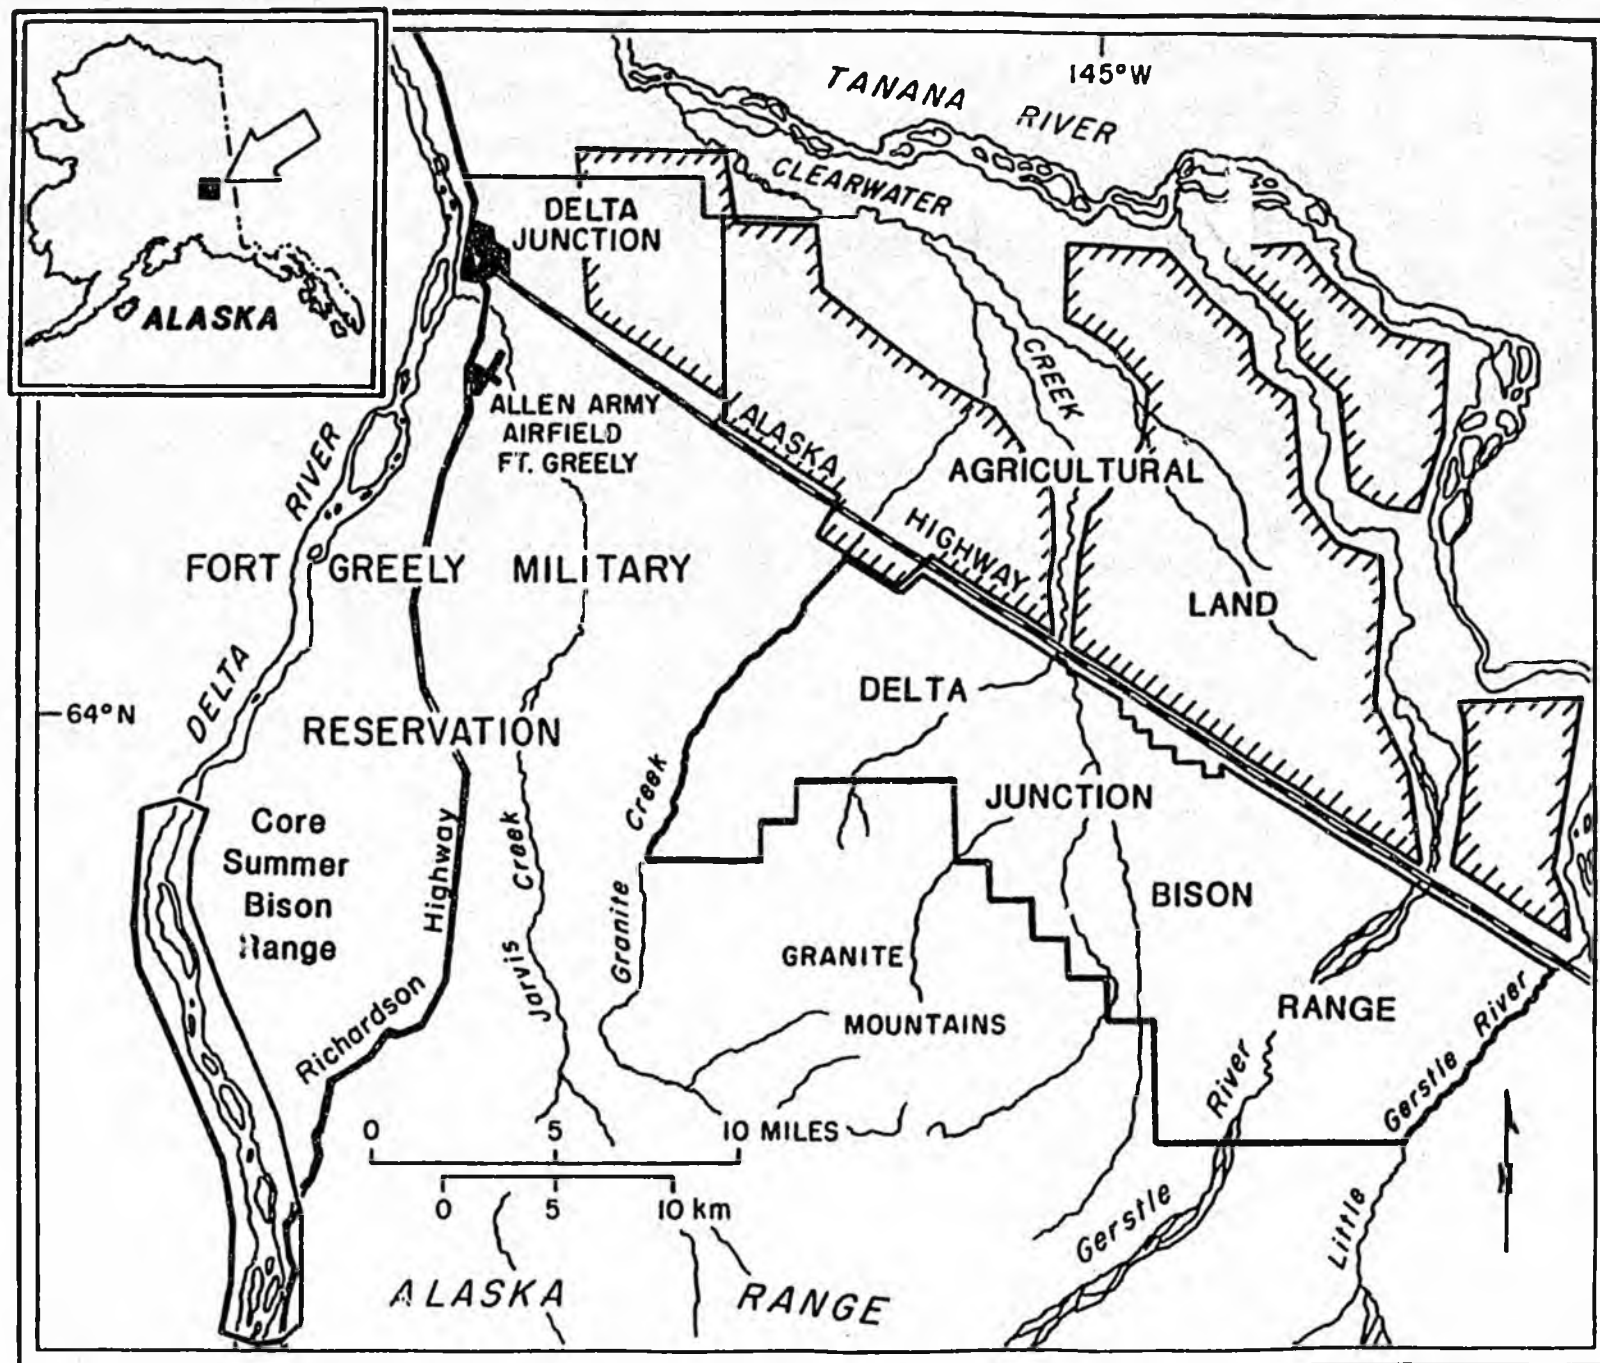 ALASKA
145°W
TANANA RIVER
CLEARWATER
CREEK
DELTA
JUNCTION
ALLEN ARMY
AIRFIELD
FT. GREELY
ALASKA
HIGHWAY
AGRICULTURAL
LAND
DELTA RIVER
FORT GREELY MILITARY
RESERVATION
64°N
DELTA
JUNCTION
BISON
RANGE
Core
Summer
Bison
Range
Richardson Highway
Jarvis Creek
Granite Creek
GRANITE
MOUNTAINS
Gerstle River
Little Gerstle River
0 5 10 MILES
0 5 10 km
N
ALASKA RANGE